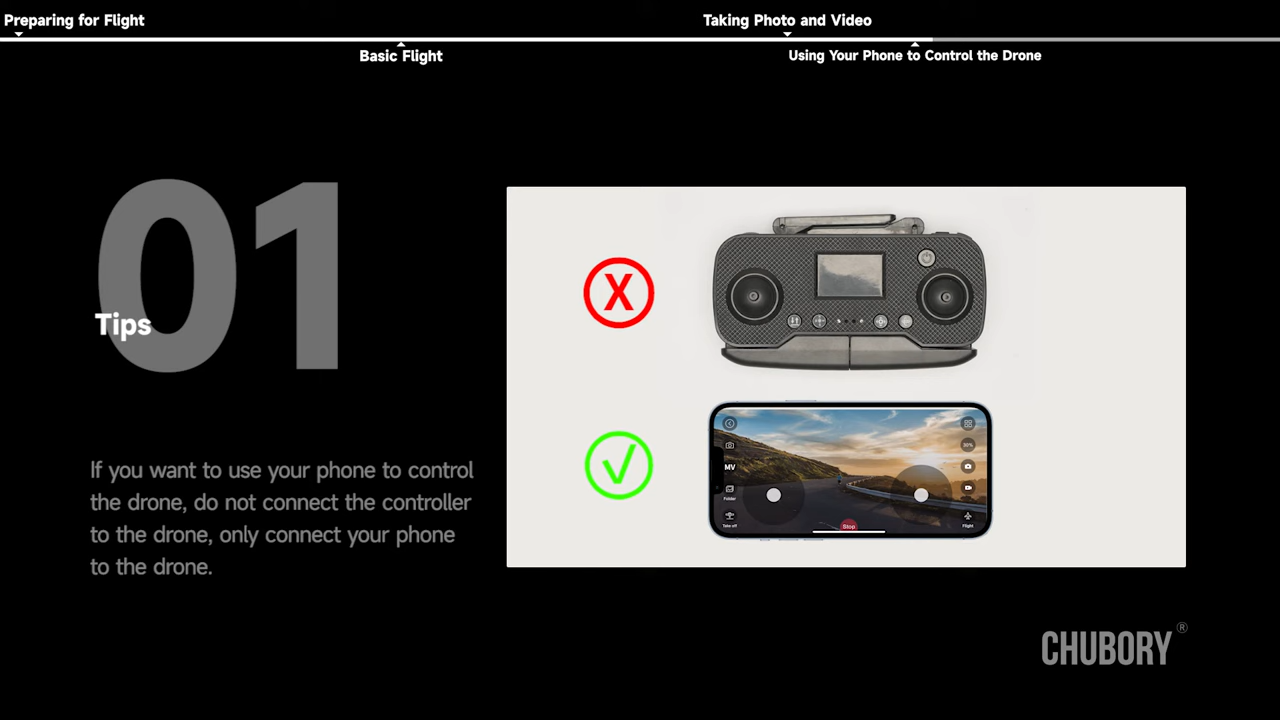 Preparing for Flight
Taking Photo and Video
Basic Flight
Using Your Phone to Control the Drone
01
Tips
If you want to use your phone to control
the drone, do not connect the controller
to the drone, only connect your phone
to the drone.
X
MV
30%
Folder
Take off
Stop
Flight
CHUBORY®